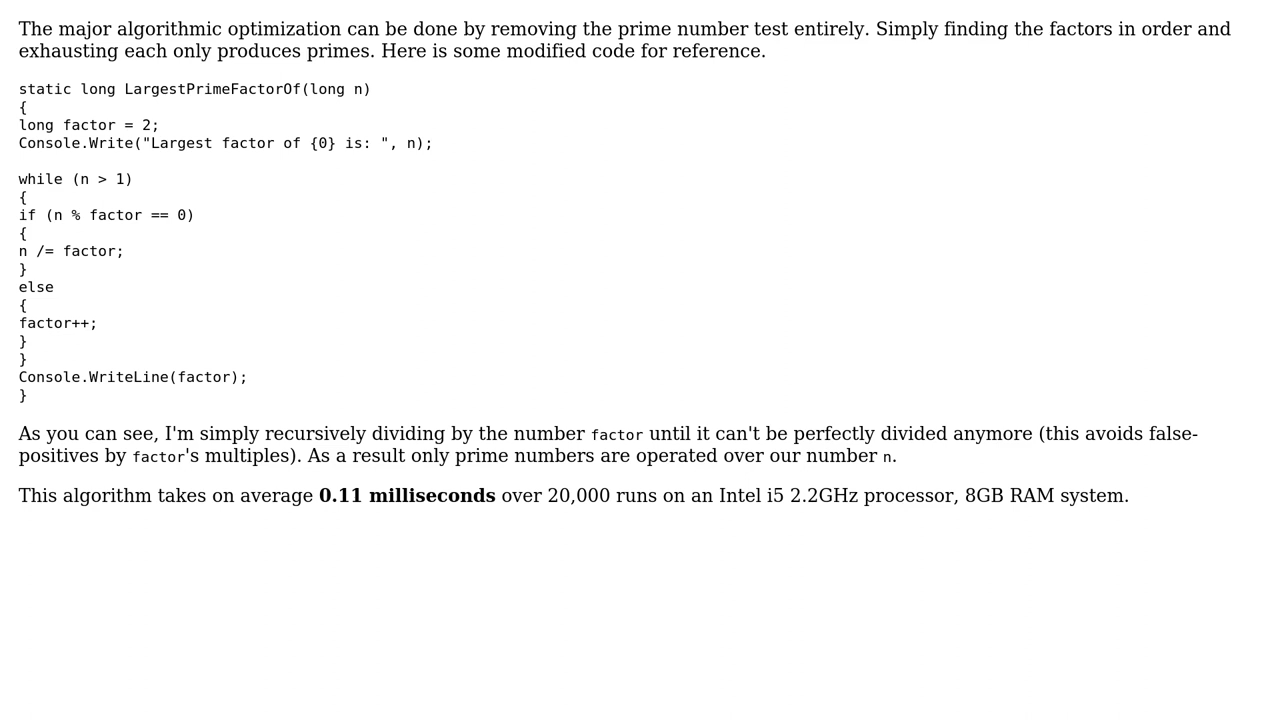 The major algorithmic optimization can be done by removing the prime number test entirely. Simply finding the factors in order and
exhausting each only produces primes. Here is some modified code for reference.
static long LargestPrimeFactorOf(long n)
{
long factor = 2;
Console.Write("Largest factor of {0} is: ", n);
while (n > 1)
{
if (n % factor == 0)
{
n /= factor;
}
else
{
factor++;
}
}
Console.WriteLine(factor);
}
As you can see, I'm simply recursively dividing by the number factor until it can't be perfectly divided anymore (this avoids false-
positives by factor's multiples). As a result only prime numbers are operated over our number n.
This algorithm takes on average 0.11 milliseconds over 20,000 runs on an Intel i5 2.2GHz processor, 8GB RAM system.